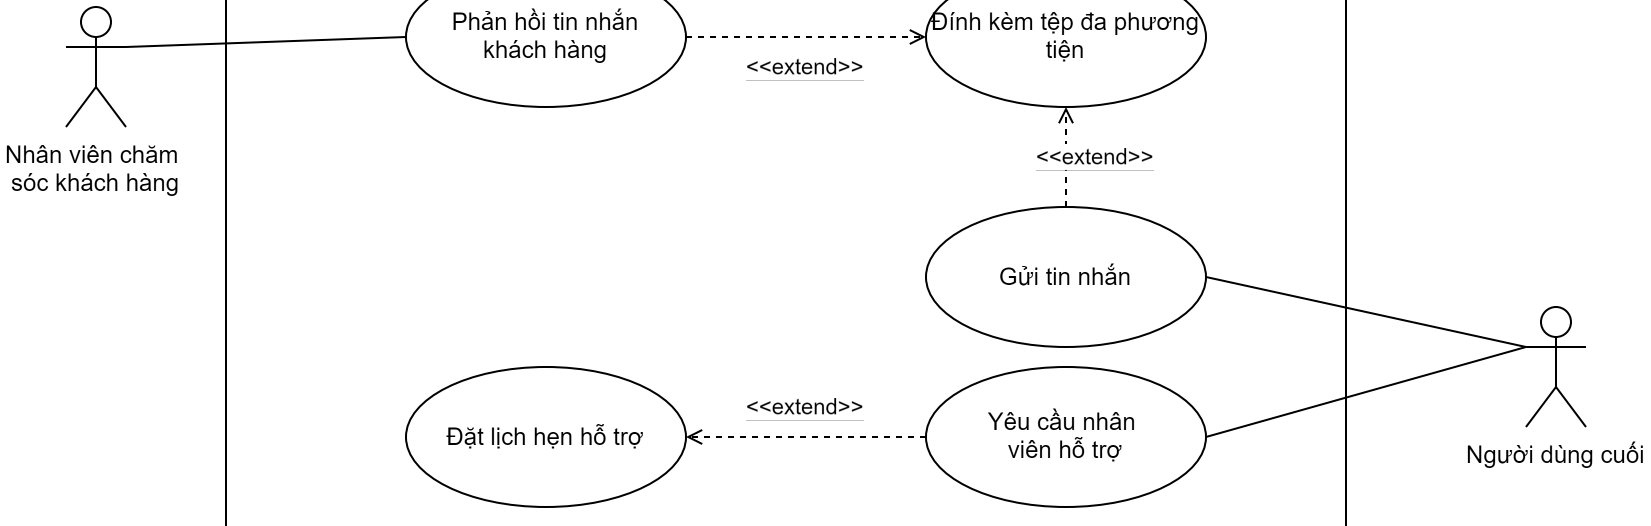 Phản hồi tin nhắn
khách hàng
Đính kèm tệp đa phương
tiện
<<extend>>
Nhân viên chăm
sóc khách hàng
<<extend>>
Gửi tin nhắn
<<extend>>
Đặt lịch hẹn hỗ trợ
Yêu cầu nhân
viên hỗ trợ
Người dùng cuối